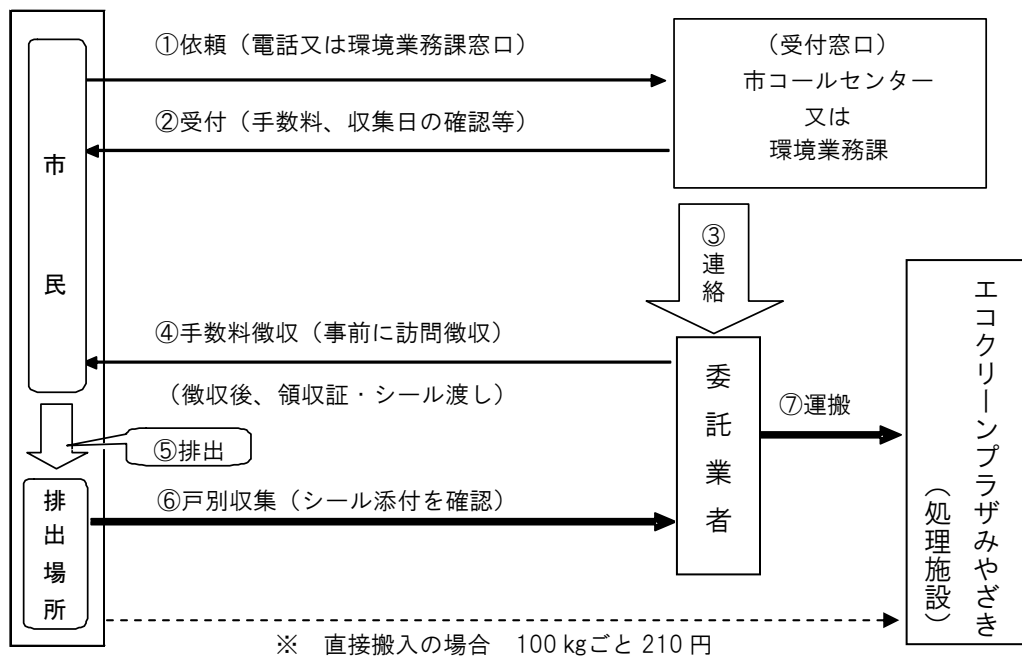 ①依頼（電話又は環境業務課窓口）
（受付窓口）
市コールセンター
又は
環境業務課
②受付（手数料、収集日の確認等）
市民
③連絡
④手数料徴収（事前に訪問徴収）
（徴収後、領収証・シール渡し）
委託業者
⑦運搬
エコクリーンプラザみやざき
（処理施設）
⑤排出
⑥戸別収集（シール添付を確認）
排出場所
※　直接搬入の場合　100㎏ごと210円